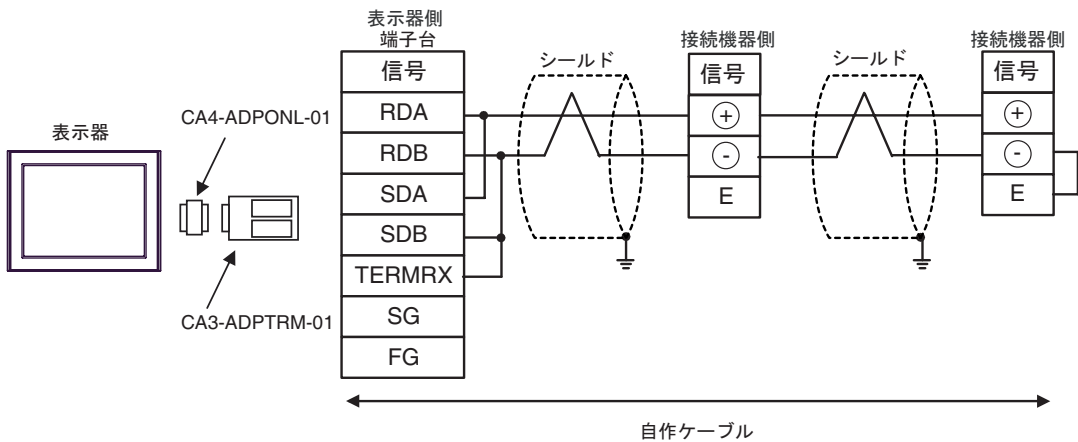 表示器
CA4-ADPONL-01
CA3-ADPTRM-01
表示器側
端子台
信号
RDA
RDB
SDA
SDB
TERMRX
SG
FG
シールド
接続機器側
信号
+
-
E
シールド
接続機器側
信号
+
-
E
自作ケーブル